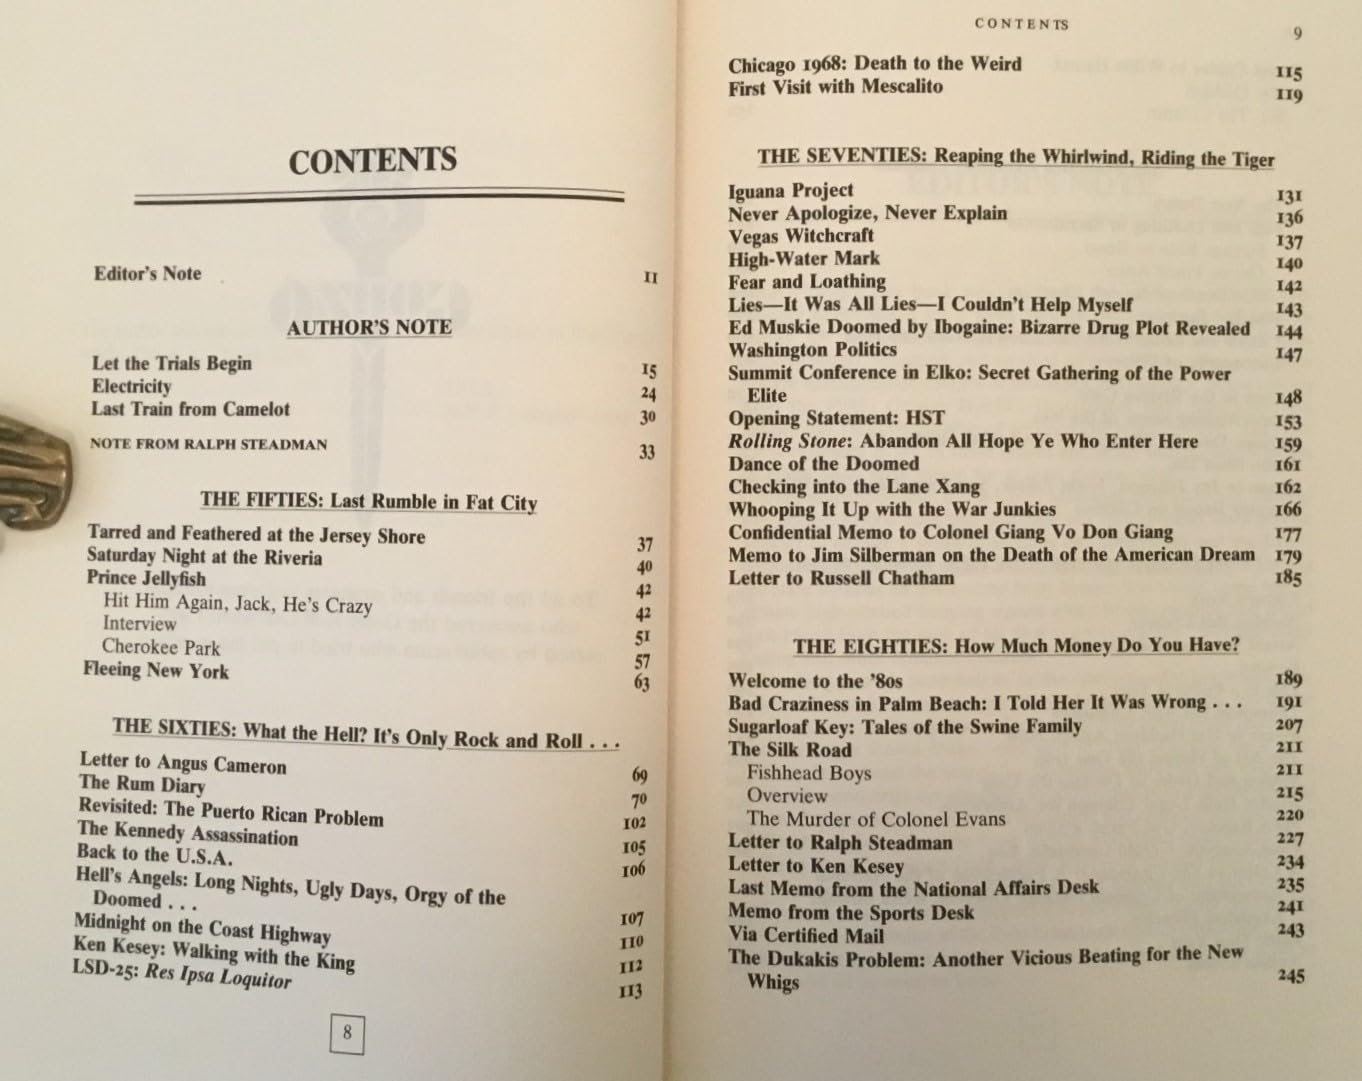 CONTENTS
Editor's Note 11
AUTHOR'S NOTE
Let the Trials Begin 15
Electricity 24
Last Train from Camelot 30
NOTE FROM RALPH STEADMAN 33
THE FIFTIES: Last Rumble in Fat City
Tarred and Feathered at the Jersey Shore 37
Saturday Night at the Riveria 40
Prince Jellyfish 42
Hit Him Again, Jack, He's Crazy 42
Interview 51
Cherokee Park 57
Fleeing New York 63
THE SIXTIES: What the Hell? It's Only Rock and Roll . . .
Letter to Angus Cameron 69
The Rum Diary 70
Revisited: The Puerto Rican Problem 102
The Kennedy Assassination 105
Back to the U.S.A. 106
Hell's Angels: Long Nights, Ugly Days, Orgy of the
Doomed . . . 107
Midnight on the Coast Highway 110
Ken Kesey: Walking with the King 112
LSD-25: Res Ipsa Loquitor 113
8
CONTENTS 9
Chicago 1968: Death to the Weird 115
First Visit with Mescalito 119
THE SEVENTIES: Reaping the Whirlwind, Riding the Tiger
Iguana Project 131
Never Apologize, Never Explain 136
Vegas Witchcraft 137
High-Water Mark 140
Fear and Loathing 142
Lies—It Was All Lies—I Couldn't Help Myself 143
Ed Muskie Doomed by Ibogaine: Bizarre Drug Plot Revealed 144
Washington Politics 147
Summit Conference in Elko: Secret Gathering of the Power
Elite 148
Opening Statement: HST 153
Rolling Stone: Abandon All Hope Ye Who Enter Here 159
Dance of the Doomed 161
Checking into the Lane Xang 162
Whooping It Up with the War Junkies 166
Confidential Memo to Colonel Giang Vo Don Giang 177
Memo to Jim Silberman on the Death of the American Dream 179
Letter to Russell Chatham 185
THE EIGHTIES: How Much Money Do You Have?
Welcome to the '80s 189
Bad Craziness in Palm Beach: I Told Her It Was Wrong . . . 191
Sugarloaf Key: Tales of the Swine Family 207
The Silk Road 211
Fishhead Boys 211
Overview 215
The Murder of Colonel Evans 220
Letter to Ralph Steadman 227
Letter to Ken Kesey 234
Last Memo from the National Affairs Desk 235
Memo from the Sports Desk 241
Via Certified Mail 243
The Dukakis Problem: Another Vicious Beating for the New
Whigs 245